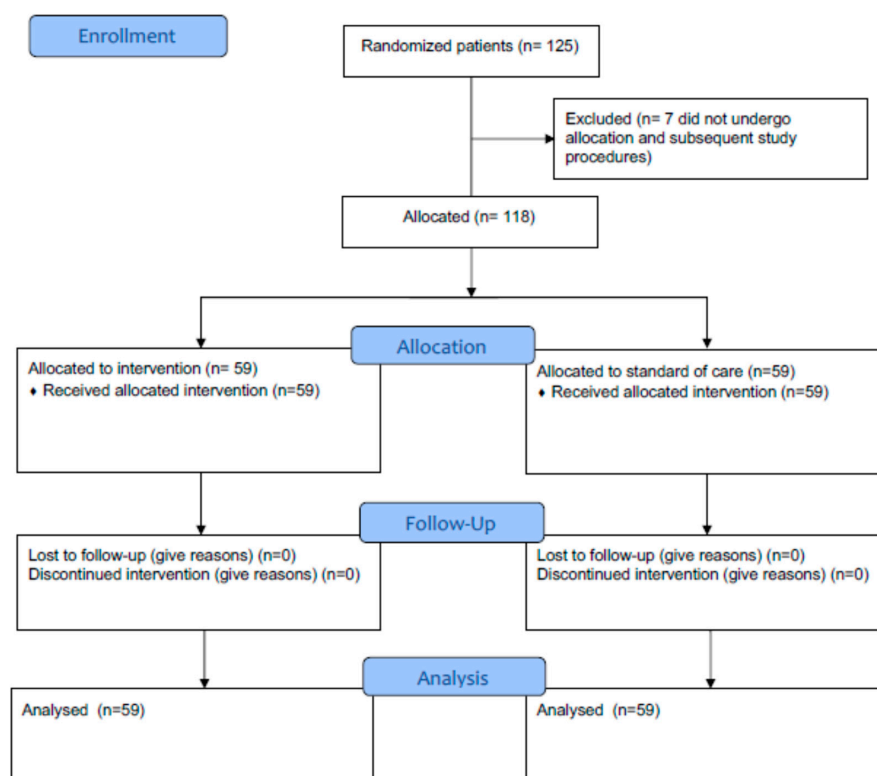 Enrollment
Randomized patients (n= 125)
Excluded (n= 7 did not undergo
allocation and subsequent study
procedures)
Allocated (n= 118)
Allocation
Allocated to intervention (n= 59)
♦ Received allocated intervention (n=59)
Allocated to standard of care (n=59)
♦ Received allocated intervention (n=59)
Follow-Up
Lost to follow-up (give reasons) (n=0)
Discontinued intervention (give reasons) (n=0)
Lost to follow-up (give reasons) (n=0)
Discontinued intervention (give reasons) (n=0)
Analysis
Analysed (n=59)
Analysed (n=59)